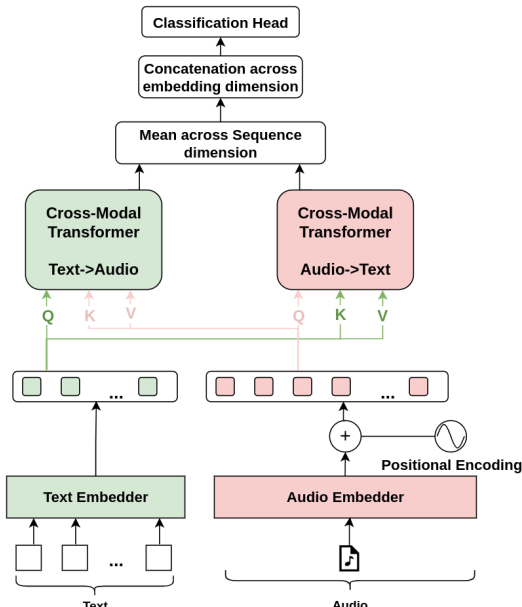 Classification Head
Concatenation across
embedding dimension
Mean across Sequence
dimension
Cross-Modal
Transformer
Text->Audio
Cross-Modal
Transformer
Audio->Text
Q
K
V
Q
K
V
...
...
+
Positional Encoding
Text Embedder
Audio Embedder
...
Text
Audio